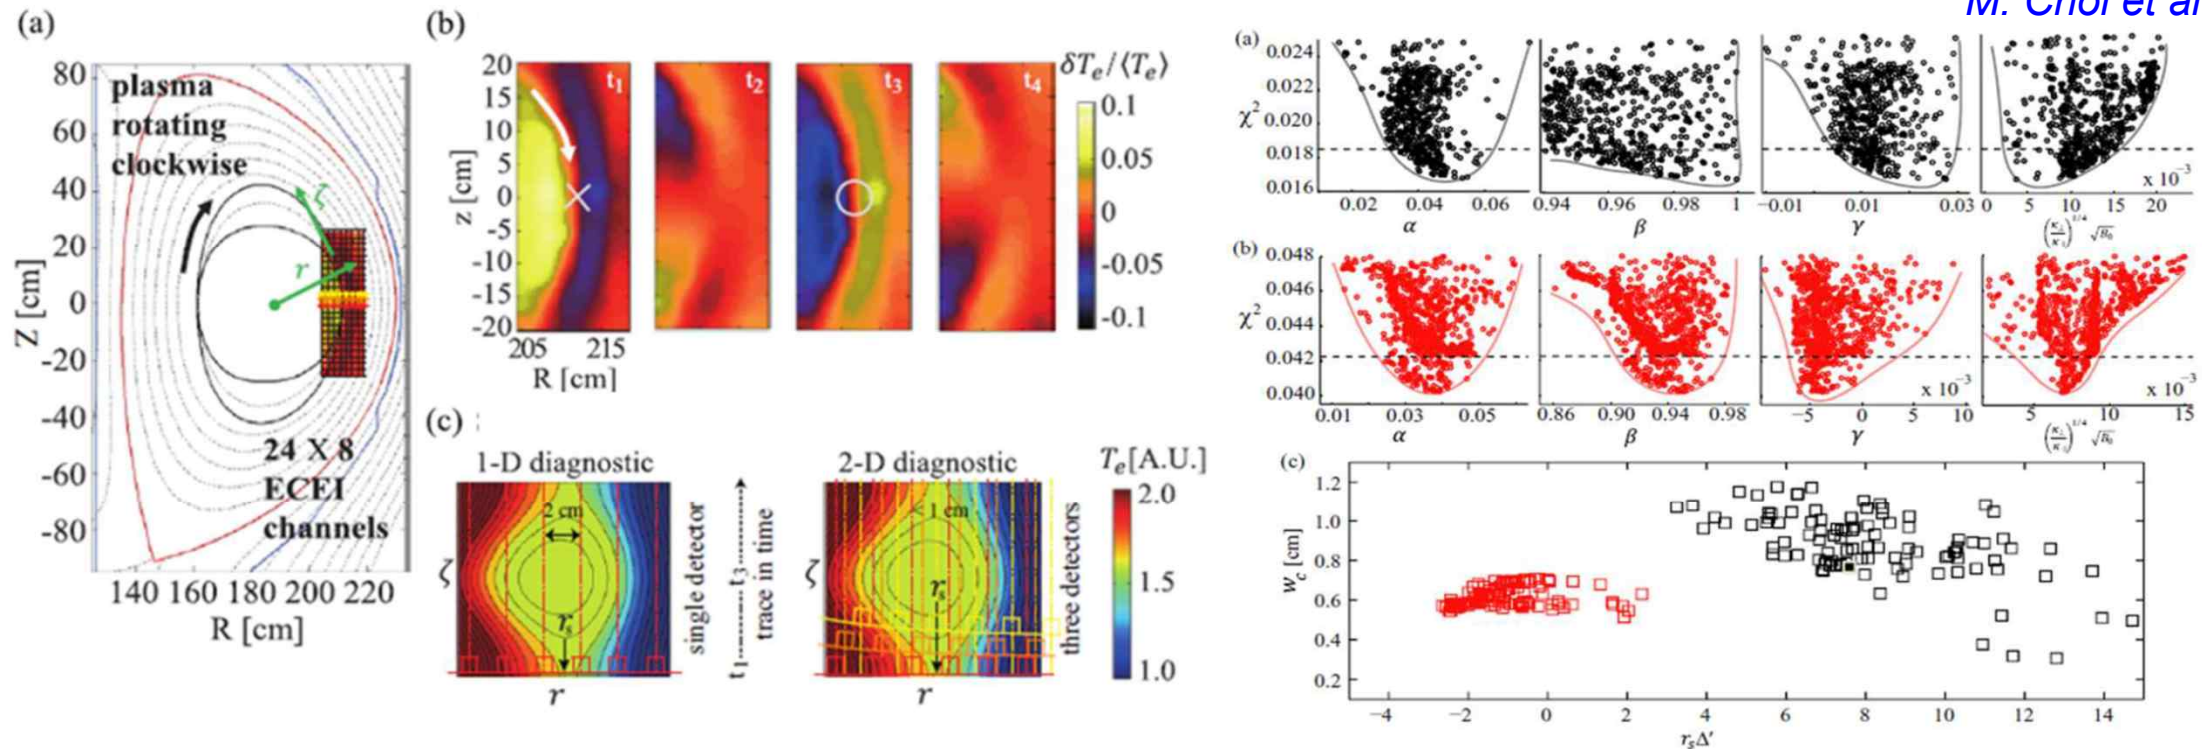 M. Choi et al
(a)
80
60
40
20
0
-20
-40
-60
-80
Z [cm]
plasma
rotating
clockwise
ζ
r
24 X 8
ECEI
channels
140 160 180 200 220
R [cm]
(b)
20
15
10
5
0
-5
-10
-15
-20
z [cm]
t₁
t₂
t₃
t₄
205 215
R [cm]
δTₑ/⟨Tₑ⟩
0.1
0.05
0
-0.05
-0.1
(c)
1-D diagnostic
2 cm
ζ
rₛ
r
single detector
t₁........t₃........
trace in time
2-D diagnostic
< 1 cm
ζ
rₛ
r
three detectors
Tₑ[A.U.]
2.0
1.5
1.0
(a)
0.024
0.022
χ² 0.020
0.018
0.016
0.02 0.04 0.06
α
0.94 0.96 0.98 1
β
−0.01 0.01 0.03
γ
x 10⁻³
0 5 10 15 20
(b)
0.048
0.046
χ² 0.044
0.042
0.040
0.01 0.03 0.05
α
0.86 0.90 0.94 0.98
β
x 10⁻³
−5 0 5 10
γ
x 10⁻³
5 10 15
(c)
1.2
1.0
0.8
0.6
0.4
0.2
w_c [cm]
−4 −2 0 2 4 6 8 10 12 14
rₛΔ′